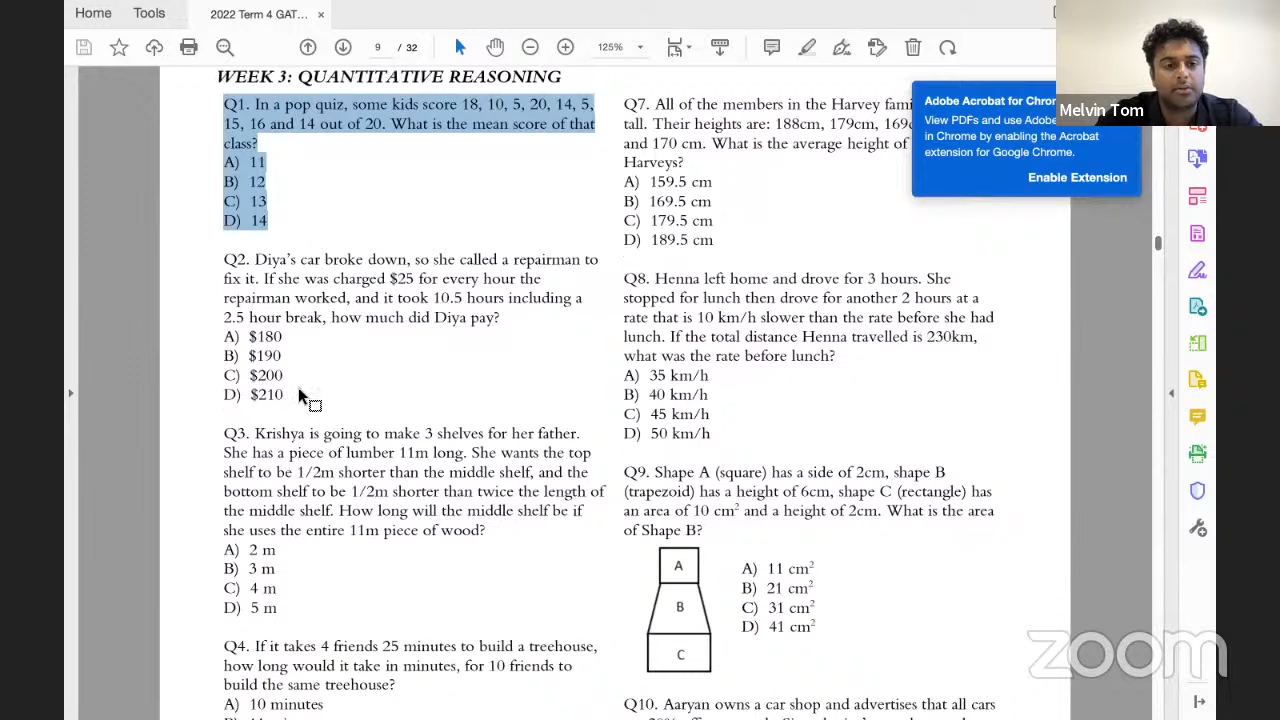 Home
Tools
2022 Term 4 GAT...
×
9 / 32
125%
Melvin Tom
Adobe Acrobat for Chrom
View PDFs and use Adobe
in Chrome by enabling the Acrobat
extension for Google Chrome.
Enable Extension
WEEK 3: QUANTITATIVE REASONING
Q1. In a pop quiz, some kids score 18, 10, 5, 20, 14, 5,
15, 16 and 14 out of 20. What is the mean score of that
class?
A) 11
B) 12
C) 13
D) 14
Q2. Diya's car broke down, so she called a repairman to
fix it. If she was charged $25 for every hour the
repairman worked, and it took 10.5 hours including a
2.5 hour break, how much did Diya pay?
A) $180
B) $190
C) $200
D) $210
Q3. Krishya is going to make 3 shelves for her father.
She has a piece of lumber 11m long. She wants the top
shelf to be 1/2m shorter than the middle shelf, and the
bottom shelf to be 1/2m shorter than twice the length of
the middle shelf. How long will the middle shelf be if
she uses the entire 11m piece of wood?
A) 2 m
B) 3 m
C) 4 m
D) 5 m
Q4. If it takes 4 friends 25 minutes to build a treehouse,
how long would it take in minutes, for 10 friends to
build the same treehouse?
A) 10 minutes
Q7. All of the members in the Harvey fami
tall. Their heights are: 188cm, 179cm, 169c
and 170 cm. What is the average height of
Harveys?
A) 159.5 cm
B) 169.5 cm
C) 179.5 cm
D) 189.5 cm
Q8. Henna left home and drove for 3 hours. She
stopped for lunch then drove for another 2 hours at a
rate that is 10 km/h slower than the rate before she had
lunch. If the total distance Henna travelled is 230km,
what was the rate before lunch?
A) 35 km/h
B) 40 km/h
C) 45 km/h
D) 50 km/h
Q9. Shape A (square) has a side of 2cm, shape B
(trapezoid) has a height of 6cm, shape C (rectangle) has
an area of 10 cm² and a height of 2cm. What is the area
of Shape B?
A
B
C
A) 11 cm²
B) 21 cm²
C) 31 cm²
D) 41 cm²
Q10. Aaryan owns a car shop and advertises that all cars
zoom